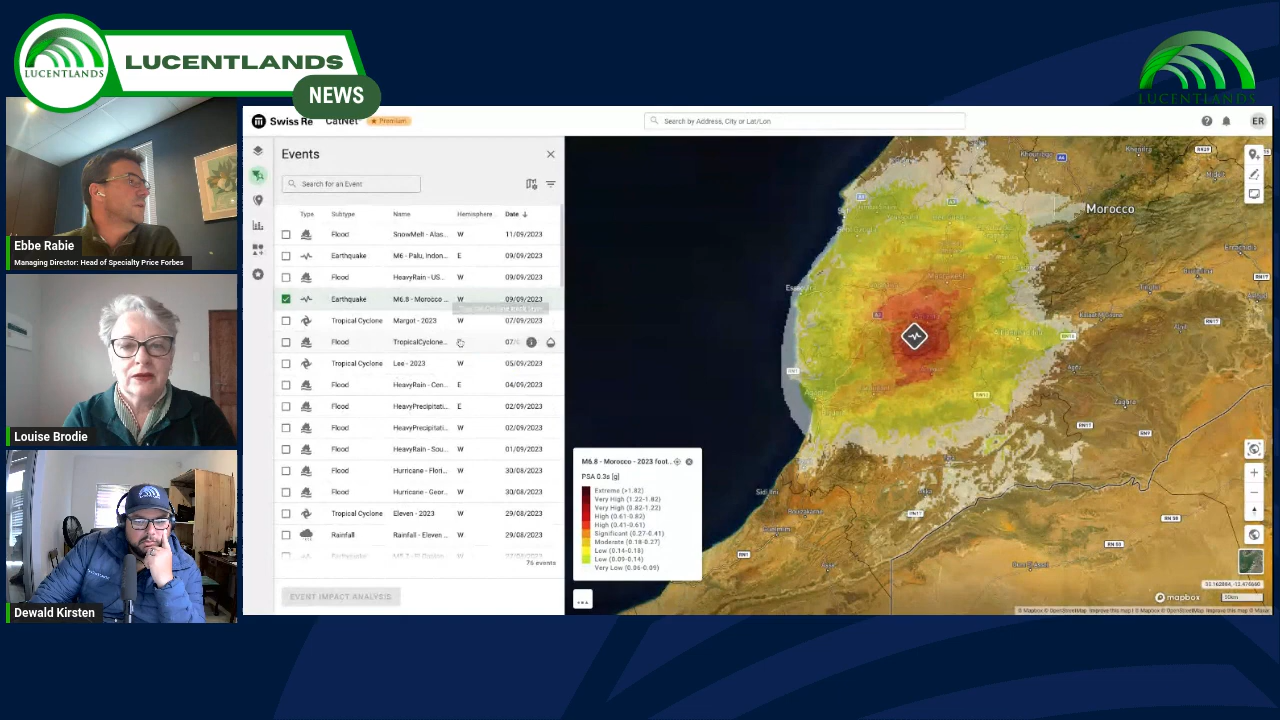 LUCENTLANDS
LUCENTLANDS
NEWS
LUCENTLANDS
Ebbe Rabie
Managing Director: Head of Specialty Price Forbes
Louise Brodie
Dewald Kirsten
Swiss Re
CatNet
Premium
Search by Address, City or Lat/Lon
ER
Events
Search for an Event
Type Subtype Name Hemisphere Date
Flood SnowMelt - Alas... W 11/09/2023
Earthquake M6 - Palu, Indon... E 09/09/2023
Flood HeavyRain - US... W 09/09/2023
Earthquake M6.8 - Morocco ... W 09/09/2023
Tropical Cyclone Margot - 2023 W 07/09/2023
Flood TropicalCyclone... 07/
Tropical Cyclone Lee - 2023 W 05/09/2023
Flood HeavyRain - Cen... E 04/09/2023
Flood HeavyPrecipitati... E 02/09/2023
Flood HeavyPrecipitati... W 02/09/2023
Flood HeavyRain - Sou... W 01/09/2023
Flood Hurricane - Flori... W 30/08/2023
Flood Hurricane - Geor... W 30/08/2023
Tropical Cyclone Eleven - 2023 W 29/08/2023
Rainfall Rainfall - Eleven ... W 29/08/2023
76 events
EVENT IMPACT ANALYSIS
Morocco
M6.8 - Morocco - 2023 foot...
PSA 0.3s [g]
Extreme (>1.82)
Very High (1.22-1.82)
Very High (0.82-1.22)
High (0.61-0.82)
High (0.41-0.61)
Significant (0.27-0.41)
Moderate (0.18-0.27)
Low (0.14-0.18)
Low (0.09-0.14)
Very Low (0.06-0.09)
mapbox
50km